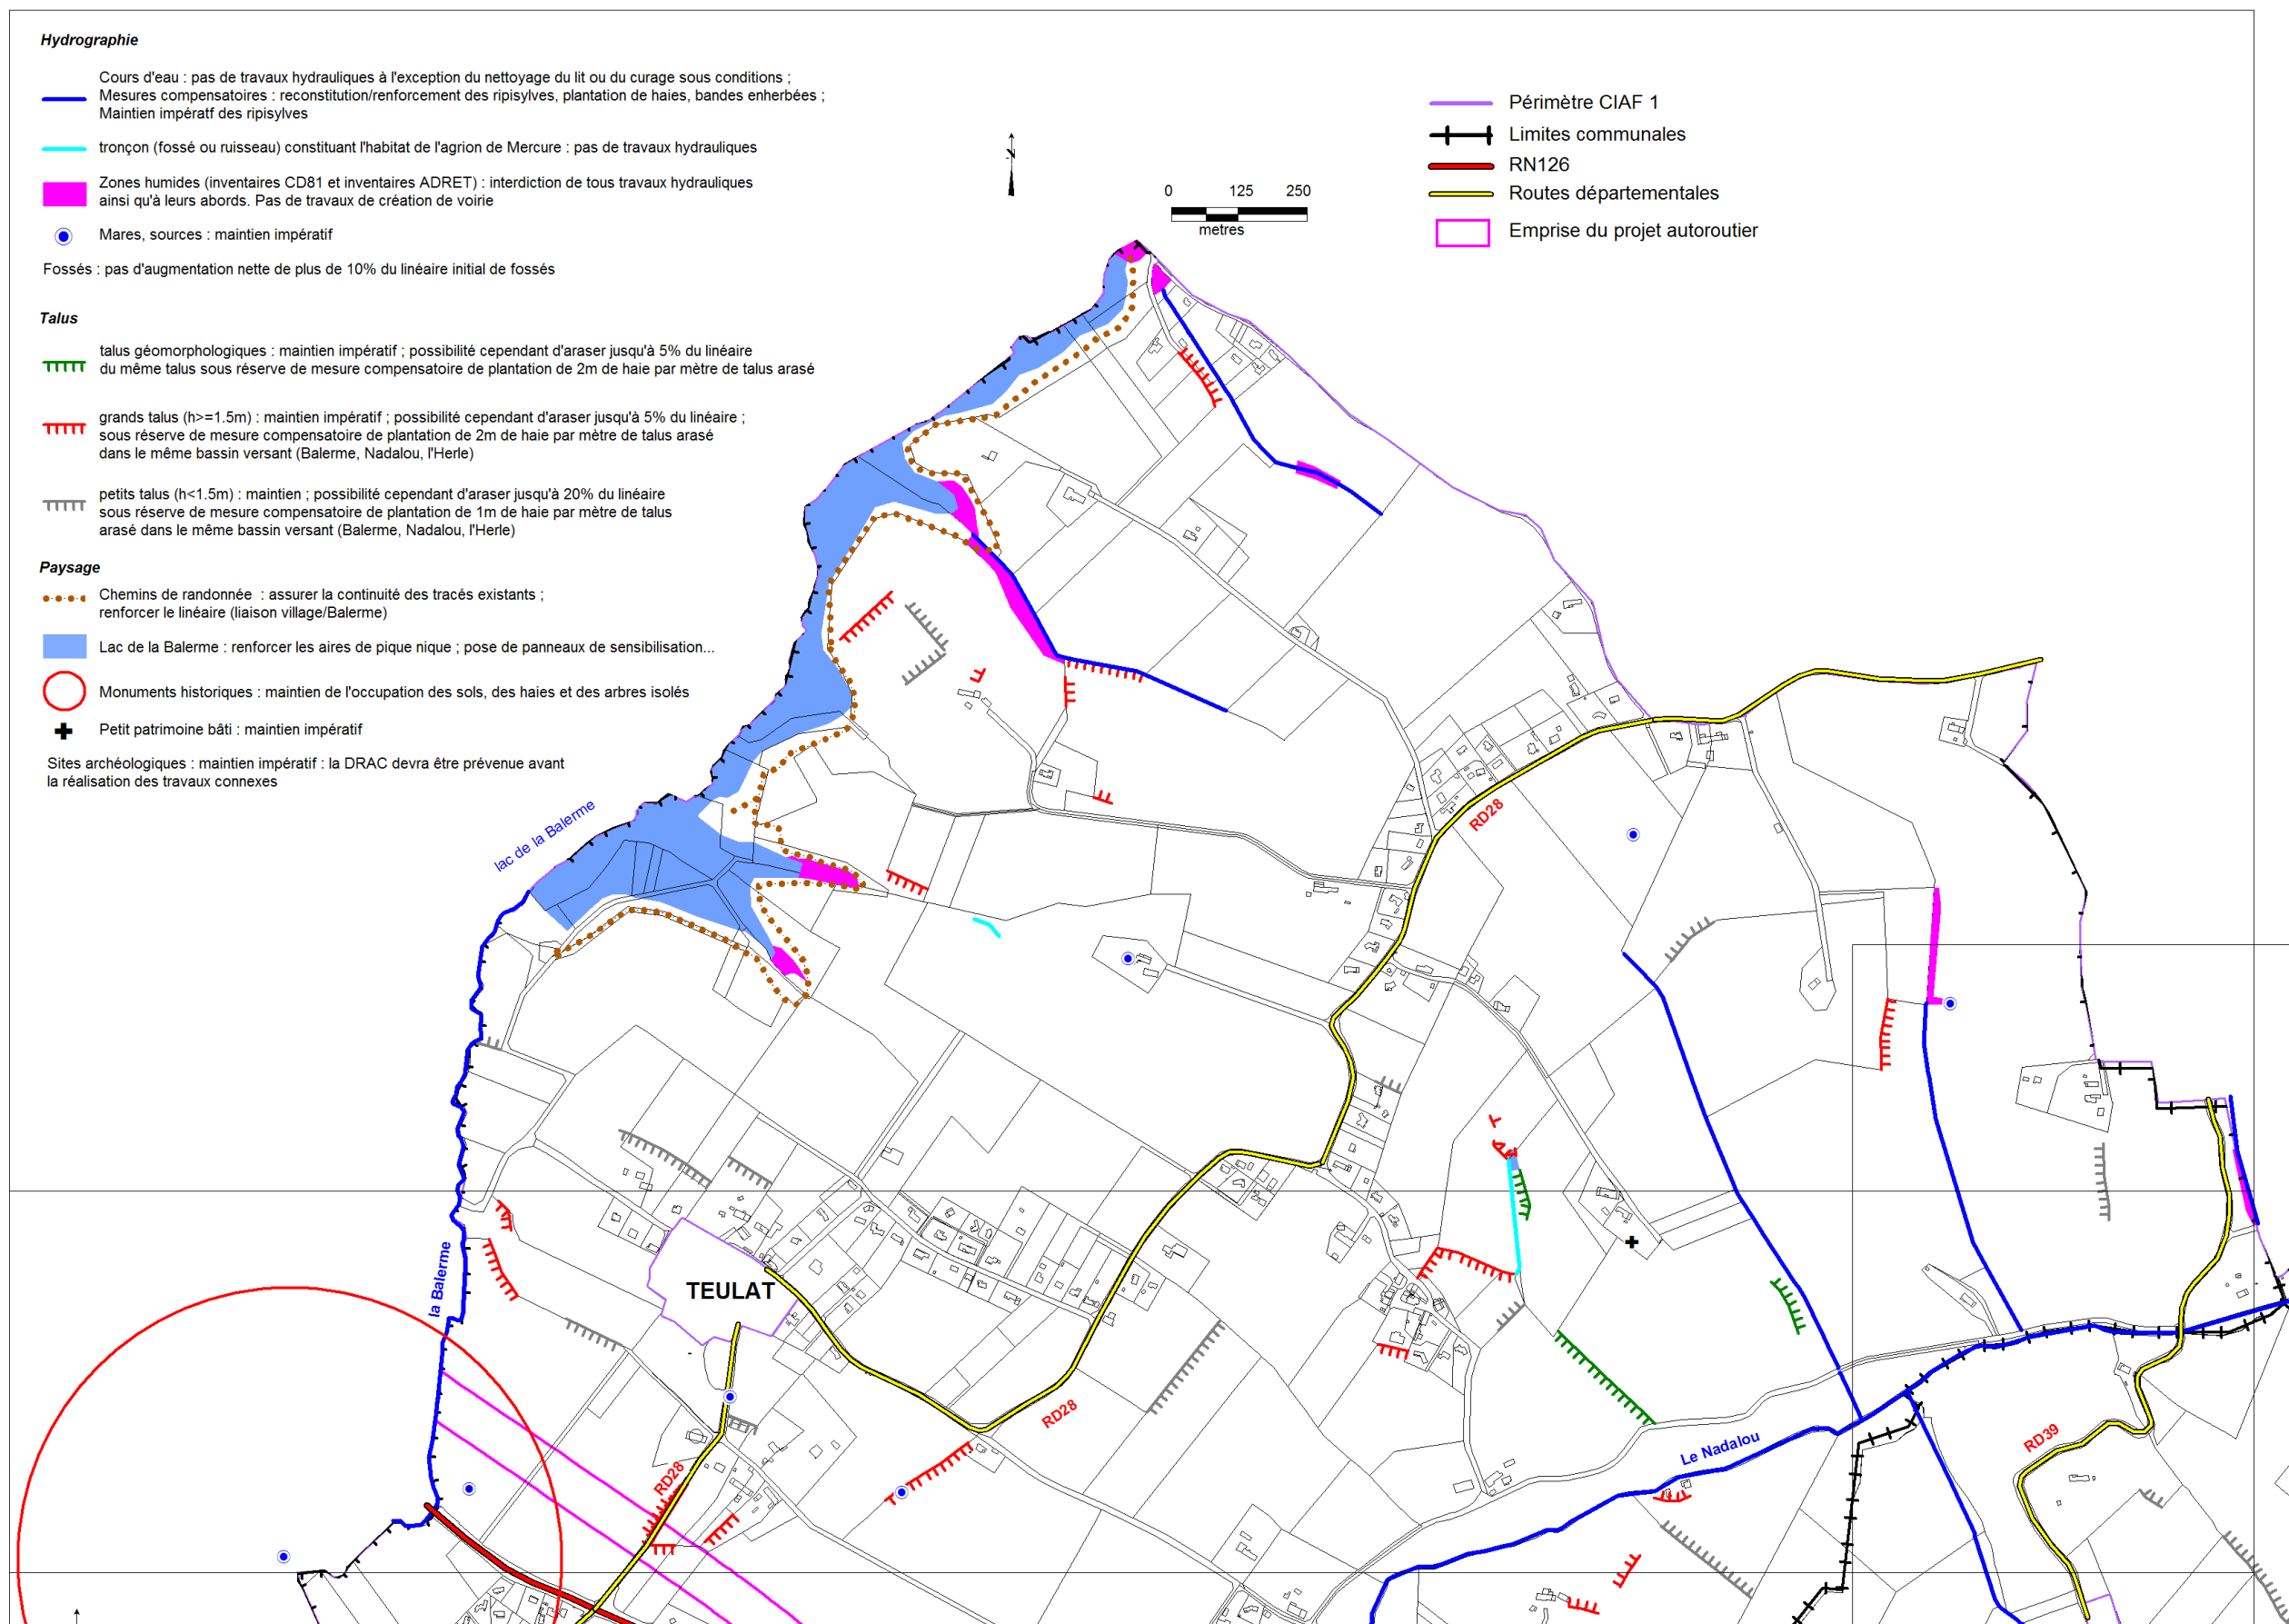 Hydrographie
Cours d'eau : pas de travaux hydrauliques à l'exception du nettoyage du lit ou du curage sous conditions ;
Mesures compensatoires : reconstitution/renforcement des ripisylves, plantation de haies, bandes enherbées ;
Maintien impératf des ripisylves
tronçon (fossé ou ruisseau) constituant l'habitat de l'agrion de Mercure : pas de travaux hydrauliques
Zones humides (inventaires CD81 et inventaires ADRET) : interdiction de tous travaux hydrauliques
ainsi qu'à leurs abords. Pas de travaux de création de voirie
Mares, sources : maintien impératif
Fossés : pas d'augmentation nette de plus de 10% du linéaire initial de fossés
Talus
talus géomorphologiques : maintien impératif ; possibilité cependant d'araser jusqu'à 5% du linéaire
du même talus sous réserve de mesure compensatoire de plantation de 2m de haie par mètre de talus arasé
grands talus (h>=1.5m) : maintien impératif ; possibilité cependant d'araser jusqu'à 5% du linéaire ;
sous réserve de mesure compensatoire de plantation de 2m de haie par mètre de talus arasé
dans le même bassin versant (Balerme, Nadalou, l'Herle)
petits talus (h<1.5m) : maintien ; possibilité cependant d'araser jusqu'à 20% du linéaire
sous réserve de mesure compensatoire de plantation de 1m de haie par mètre de talus
arasé dans le même bassin versant (Balerme, Nadalou, l'Herle)
Paysage
Chemins de randonnée : assurer la continuité des tracés existants ;
renforcer le linéaire (liaison village/Balerme)
Lac de la Balerme : renforcer les aires de pique nique ; pose de panneaux de sensibilisation...
Monuments historiques : maintien de l'occupation des sols, des haies et des arbres isolés
Petit patrimoine bâti : maintien impératif
Sites archéologiques : maintien impératif : la DRAC devra être prévenue avant
la réalisation des travaux connexes
N
0 125 250
metres
Périmètre CIAF 1
Limites communales
RN126
Routes départementales
Emprise du projet autoroutier
lac de la Balerme
RD28
la Balerme
TEULAT
RD28
RD28
Le Nadalou
RD39